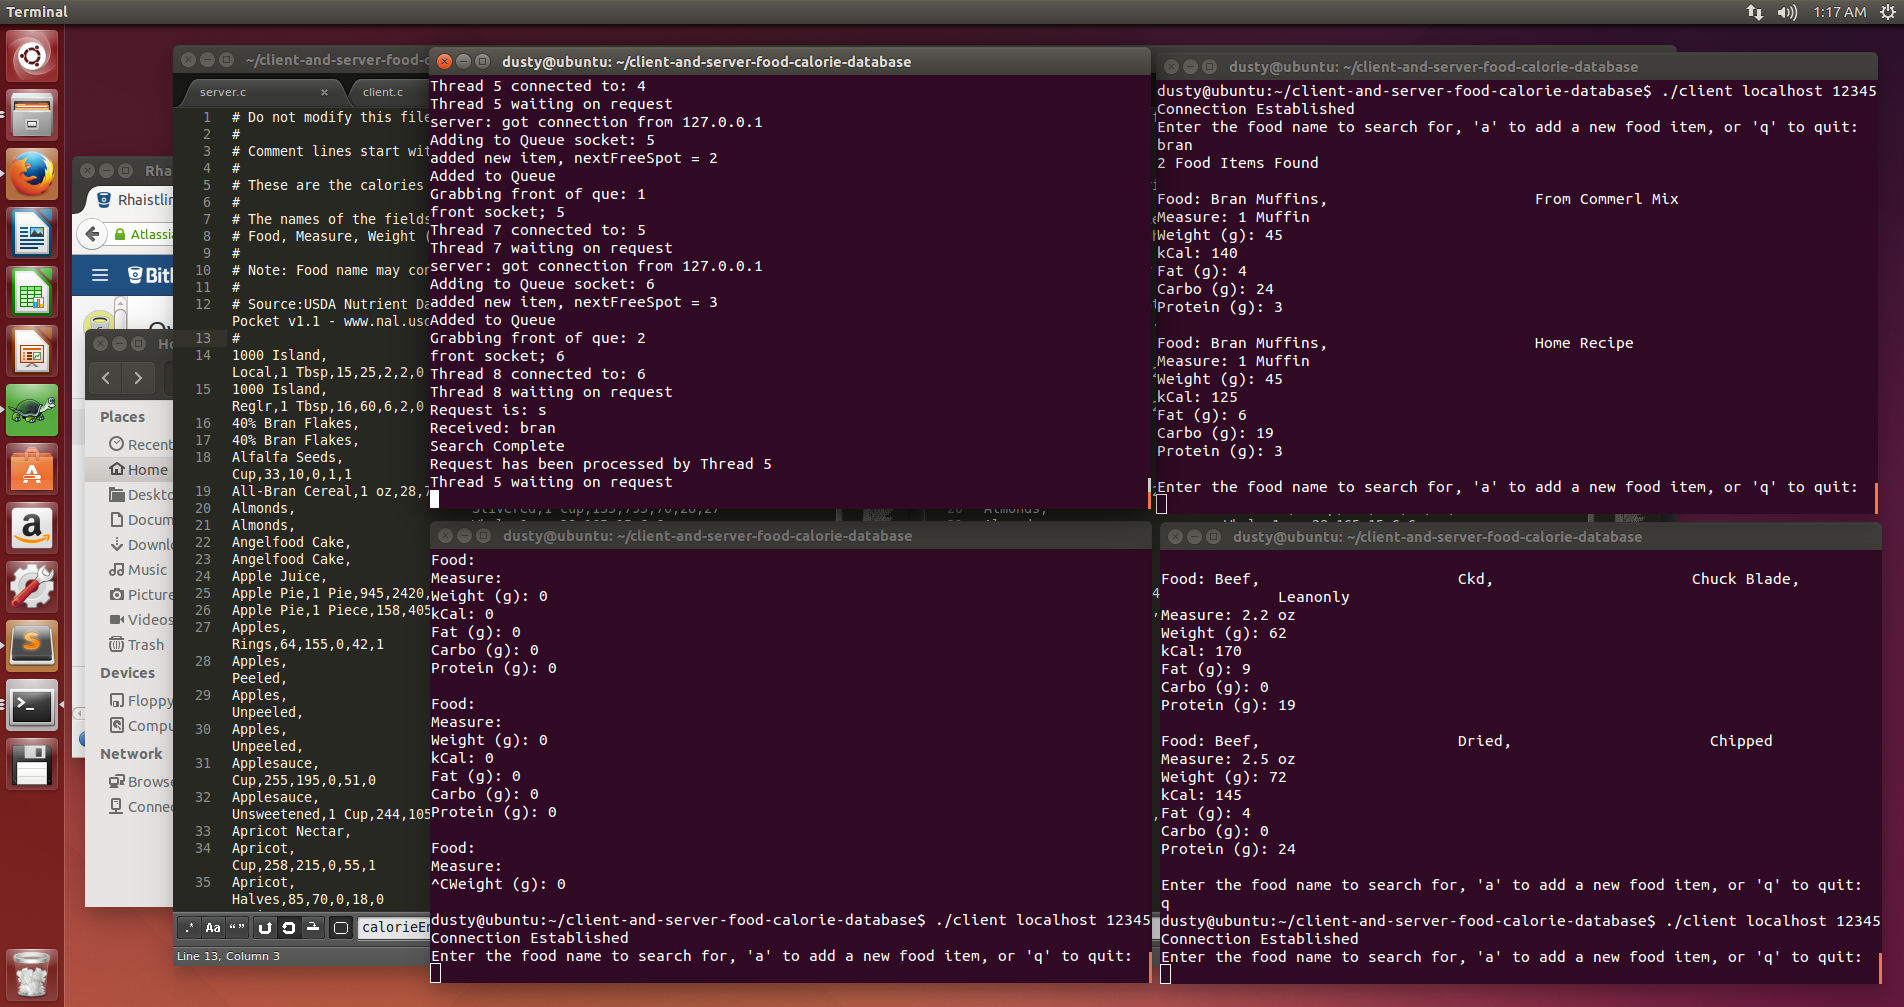 Terminal
1:17 AM
~/client-and-server-food-c
server.c ×
client.c
1 # Do not modify this file
2 #
3 # Comment lines start wit
4 #
5 # These are the calories
6 #
7 # The names of the fields
8 # Food, Measure, Weight (
9 #
10 # Note: Food name may con
11 #
12 # Source:USDA Nutrient Da
Pocket v1.1 - www.nal.usd
13 #
14 1000 Island,
Local,1 Tbsp,15,25,2,2,0
15 1000 Island,
Reglr,1 Tbsp,16,60,6,2,0
16 40% Bran Flakes,
17 40% Bran Flakes,
18 Alfalfa Seeds,
Cup,33,10,0,1,1
19 All-Bran Cereal,1 oz,28,7
20 Almonds,
21 Almonds,
22 Angelfood Cake,
23 Angelfood Cake,
24 Apple Juice,
25 Apple Pie,1 Pie,945,2420,
26 Apple Pie,1 Piece,158,405
27 Apples,
Rings,64,155,0,42,1
28 Apples,
Peeled,
29 Apples,
Unpeeled,
30 Apples,
Unpeeled,
31 Applesauce,
Cup,255,195,0,51,0
32 Applesauce,
Unsweetened,1 Cup,244,105
33 Apricot Nectar,
34 Apricot,
Cup,258,215,0,55,1
35 Apricot,
Halves,85,70,0,18,0
.* Aa “ ”
calorieEn
Line 13, Column 3
Rha
Rhaistlin
Atlassia
Bitb
Ho
Places
Recent
Home
Deskto
Docum
Downlo
Music
Picture
Videos
Trash
Devices
Floppy
Compu
Network
Browse
Connec
dusty@ubuntu: ~/client-and-server-food-calorie-database
Thread 5 connected to: 4
Thread 5 waiting on request
server: got connection from 127.0.0.1
Adding to Queue socket: 5
added new item, nextFreeSpot = 2
Added to Queue
Grabbing front of que: 1
front socket; 5
Thread 7 connected to: 5
Thread 7 waiting on request
server: got connection from 127.0.0.1
Adding to Queue socket: 6
added new item, nextFreeSpot = 3
Added to Queue
Grabbing front of que: 2
front socket; 6
Thread 8 connected to: 6
Thread 8 waiting on request
Request is: s
Received: bran
Search Complete
Request has been processed by Thread 5
Thread 5 waiting on request
dusty@ubuntu: ~/client-and-server-food-calorie-database
dusty@ubuntu:~/client-and-server-food-calorie-database$ ./client localhost 12345
Connection Established
Enter the food name to search for, 'a' to add a new food item, or 'q' to quit:
bran
2 Food Items Found
Food: Bran Muffins, From Commerl Mix
Measure: 1 Muffin
Weight (g): 45
kCal: 140
Fat (g): 4
Carbo (g): 24
Protein (g): 3
Food: Bran Muffins, Home Recipe
Measure: 1 Muffin
Weight (g): 45
kCal: 125
Fat (g): 6
Carbo (g): 19
Protein (g): 3
Enter the food name to search for, 'a' to add a new food item, or 'q' to quit:
dusty@ubuntu: ~/client-and-server-food-calorie-database
Food:
Measure:
Weight (g): 0
kCal: 0
Fat (g): 0
Carbo (g): 0
Protein (g): 0
Food:
Measure:
Weight (g): 0
kCal: 0
Fat (g): 0
Carbo (g): 0
Protein (g): 0
Food:
Measure:
^CWeight (g): 0
dusty@ubuntu:~/client-and-server-food-calorie-database$ ./client localhost 12345
Connection Established
Enter the food name to search for, 'a' to add a new food item, or 'q' to quit:
dusty@ubuntu: ~/client-and-server-food-calorie-database
Food: Beef, Ckd, Chuck Blade,
Leanonly
Measure: 2.2 oz
Weight (g): 62
kCal: 170
Fat (g): 9
Carbo (g): 0
Protein (g): 19
Food: Beef, Dried, Chipped
Measure: 2.5 oz
Weight (g): 72
kCal: 145
Fat (g): 4
Carbo (g): 0
Protein (g): 24
Enter the food name to search for, 'a' to add a new food item, or 'q' to quit:
q
dusty@ubuntu:~/client-and-server-food-calorie-database$ ./client localhost 12345
Connection Established
Enter the food name to search for, 'a' to add a new food item, or 'q' to quit: